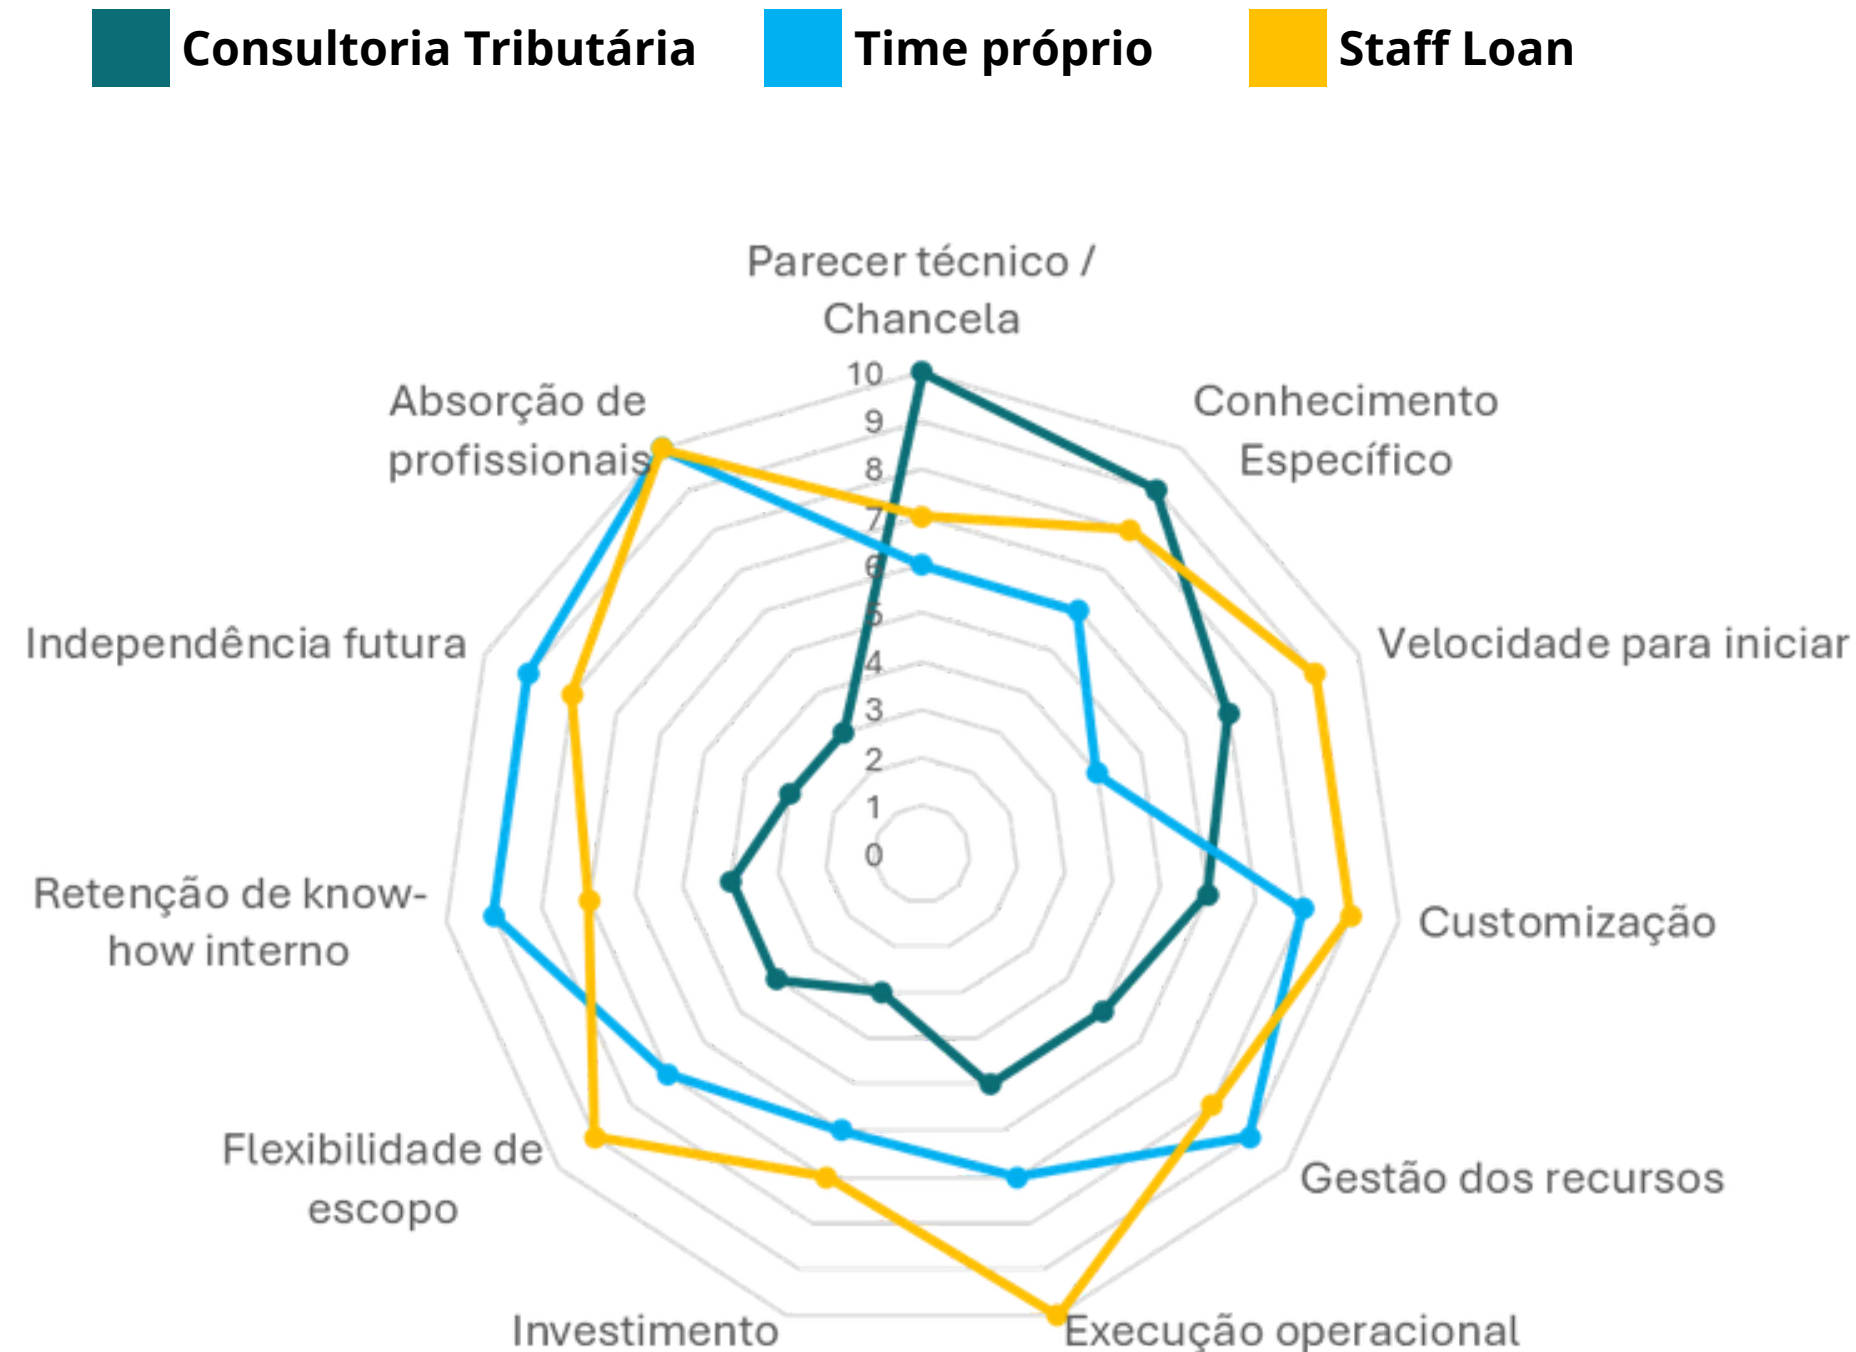 Consultoria Tributária
Time próprio
Staff Loan
Parecer técnico /
Chancela
Conhecimento
Específico
Velocidade para iniciar
Customização
Gestão dos recursos
Execução operacional
Investimento
Flexibilidade de
escopo
Retenção de know-
how interno
Independência futura
Absorção de
profissionais
10
9
8
7
6
5
4
3
2
1
0